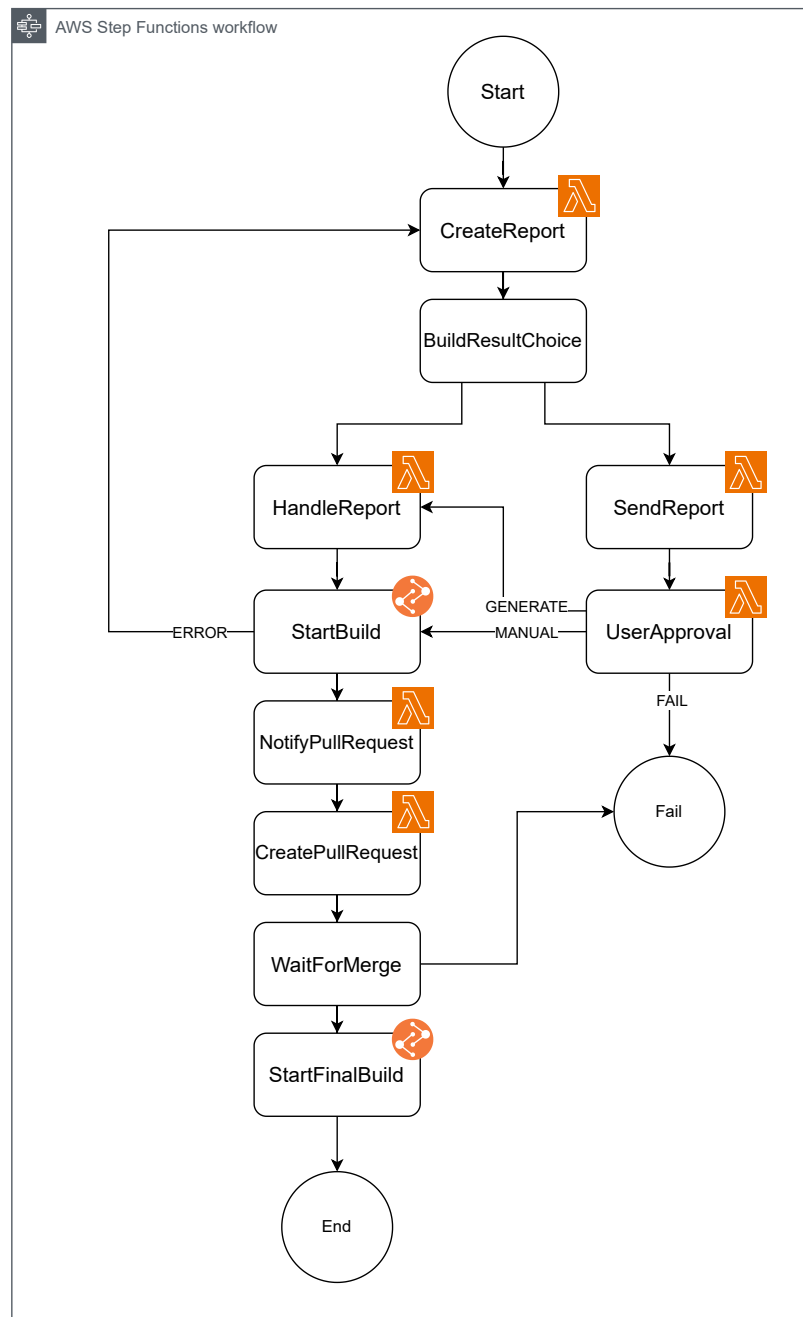 AWS Step Functions workflow
Start
CreateReport
BuildResultChoice
HandleReport
SendReport
GENERATE
ERROR
StartBuild
MANUAL
UserApproval
FAIL
NotifyPullRequest
Fail
CreatePullRequest
WaitForMerge
StartFinalBuild
End